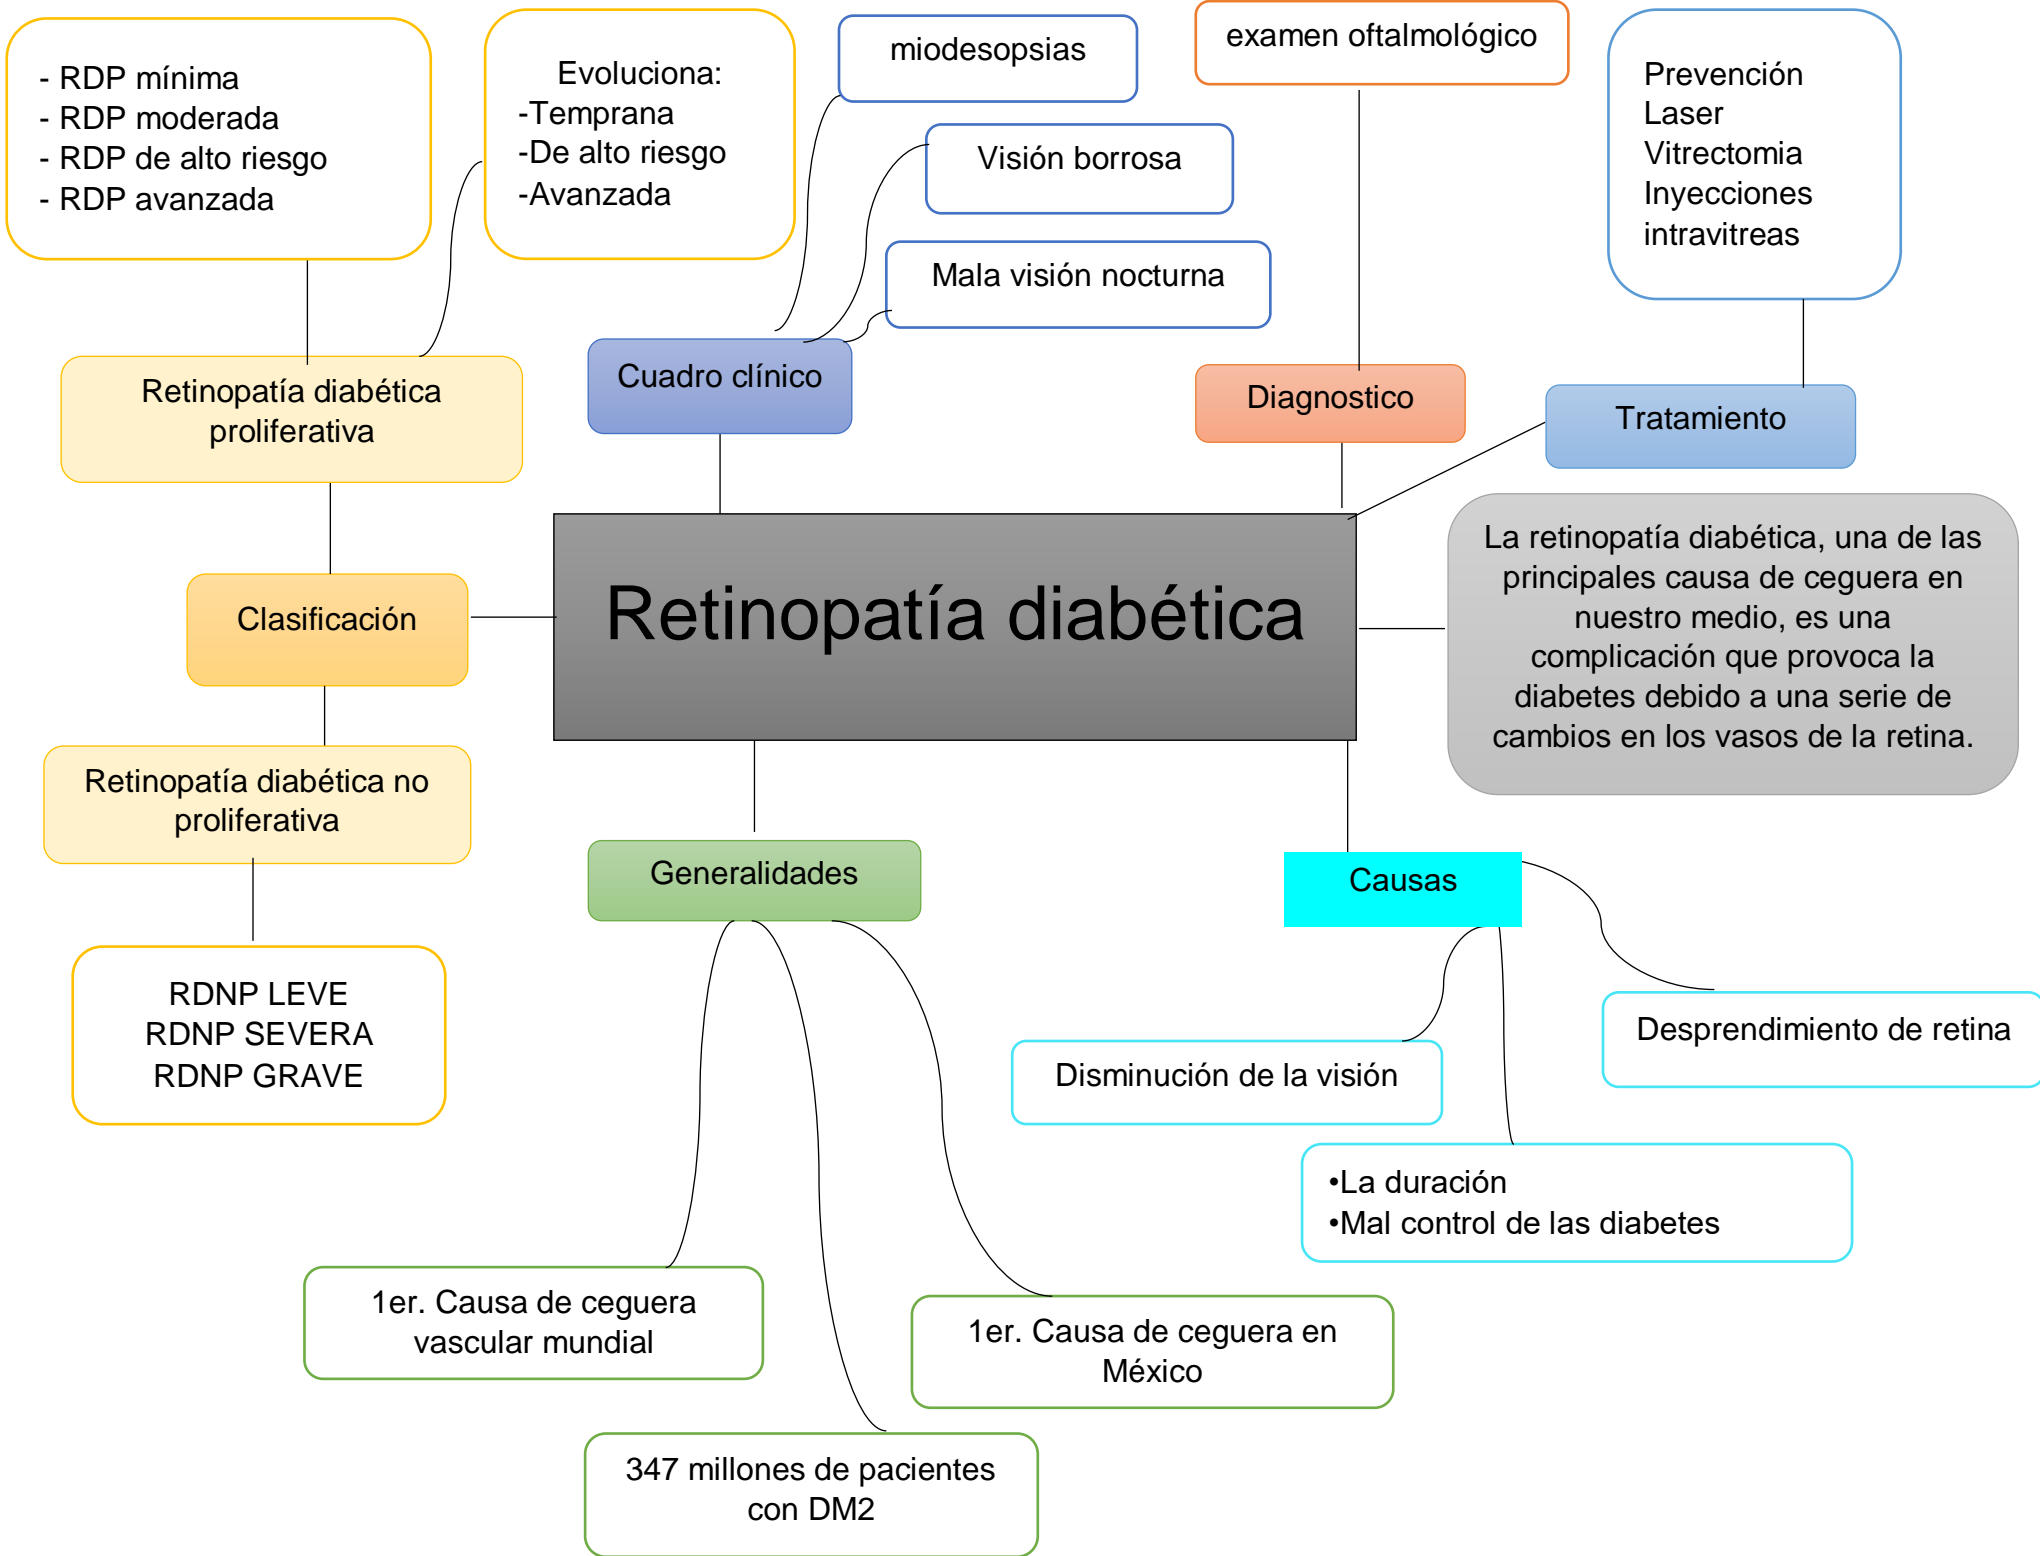 - RDP mínima
- RDP moderada
- RDP de alto riesgo
- RDP avanzada
Evoluciona:
-Temprana
-De alto riesgo
-Avanzada
miodesopsias
Visión borrosa
Mala visión nocturna
examen oftalmológico
Prevención
Laser
Vitrectomia
Inyecciones
intravitreas
Retinopatía diabética
proliferativa
Cuadro clínico
Diagnostico
Tratamiento
Clasificación
Retinopatía diabética
La retinopatía diabética, una de las
principales causa de ceguera en
nuestro medio, es una
complicación que provoca la
diabetes debido a una serie de
cambios en los vasos de la retina.
Retinopatía diabética no
proliferativa
Generalidades
Causas
RDNP LEVE
RDNP SEVERA
RDNP GRAVE
Disminución de la visión
Desprendimiento de retina
•La duración
•Mal control de las diabetes
1er. Causa de ceguera
vascular mundial
1er. Causa de ceguera en
México
347 millones de pacientes
con DM2